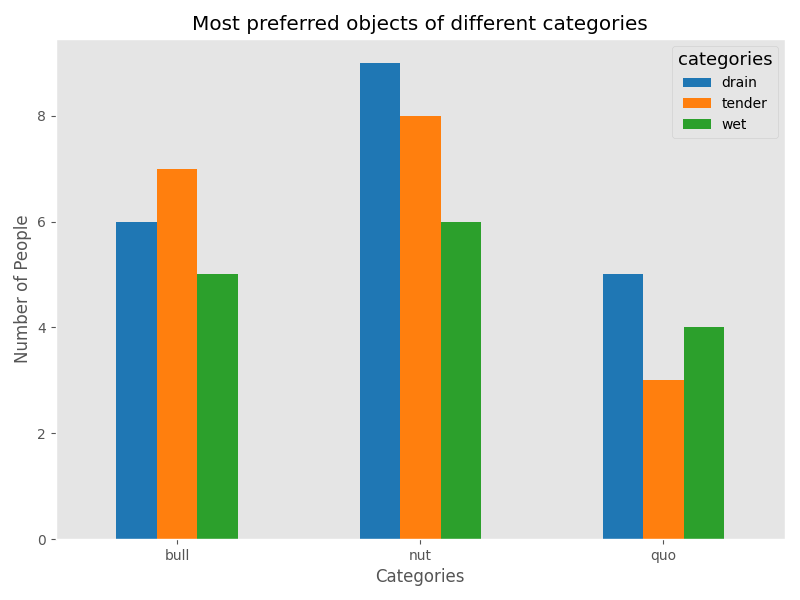 Most preferred objects of different categories
categories
drain
tender
wet
Number of People
8
6
4
2
0
bull nut quo
Categories